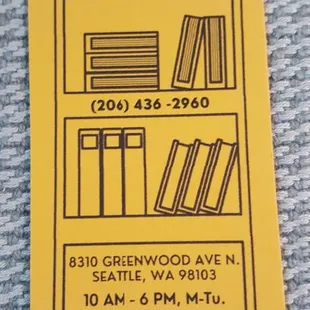 (206) 436 -2960
8310 GREENWOOD AVE N.
SEATTLE, WA 98103
10 AM - 6 PM, M-Tu.